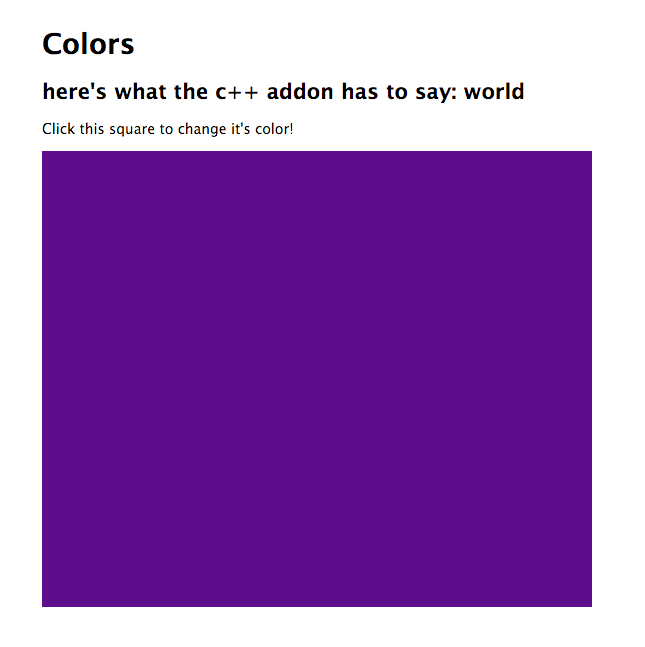 Colors
here's what the c++ addon has to say: world
Click this square to change it's color!